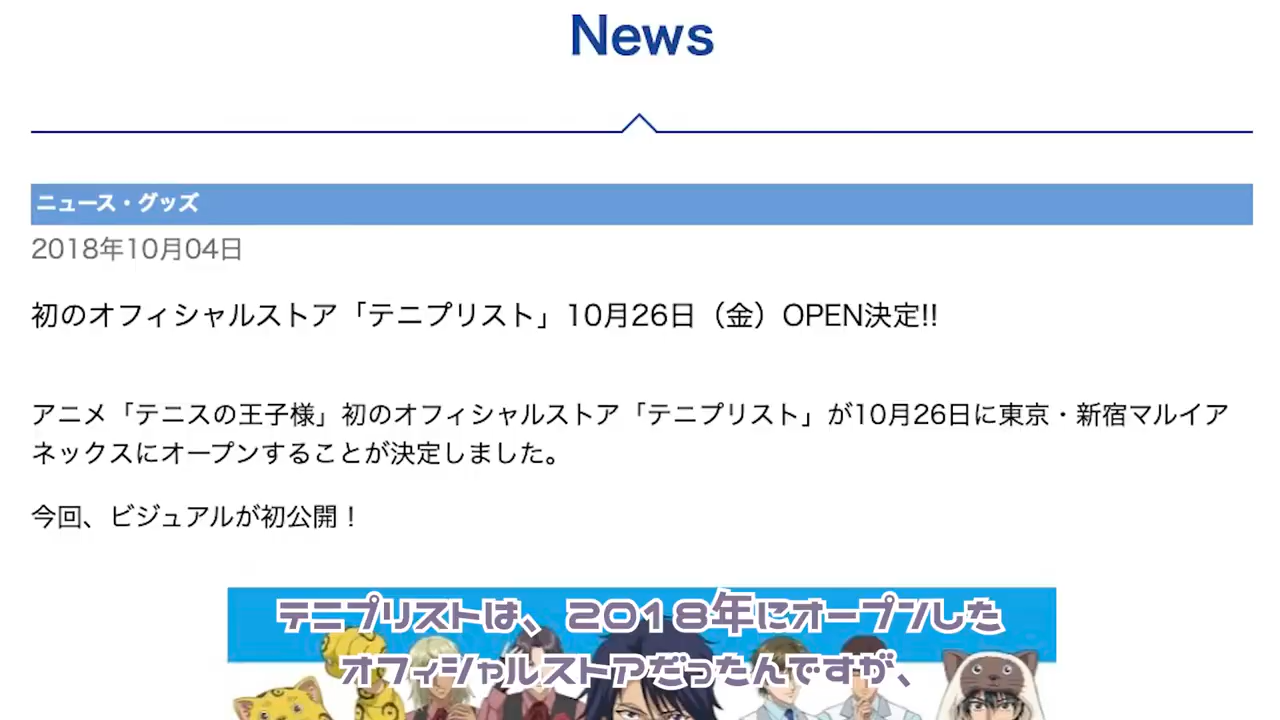 News
ニュース・グッズ
2018年10月04日
初のオフィシャルストア「テニプリスト」10月26日（金）OPEN決定!!
アニメ「テニスの王子様」初のオフィシャルストア「テニプリスト」が10月26日に東京・新宿マルイア
ネックスにオープンすることが決定しました。
今回、ビジュアルが初公開！
テニプリストは、2018年にオープンした
オフィシャルストアだったんですが、